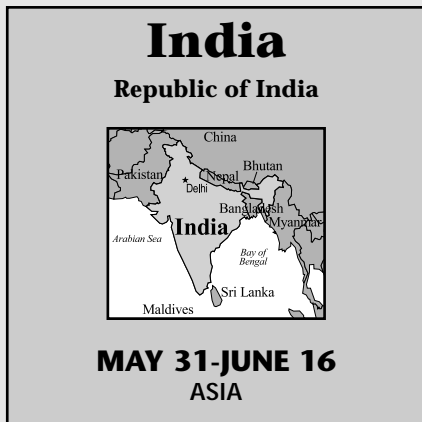 India
Republic of India
China
Bhutan
Pakistan
Nepal
Delhi
Bangladesh
Myanmar
India
Arabian Sea
Bay of
Bengal
Sri Lanka
Maldives
MAY 31-JUNE 16
ASIA